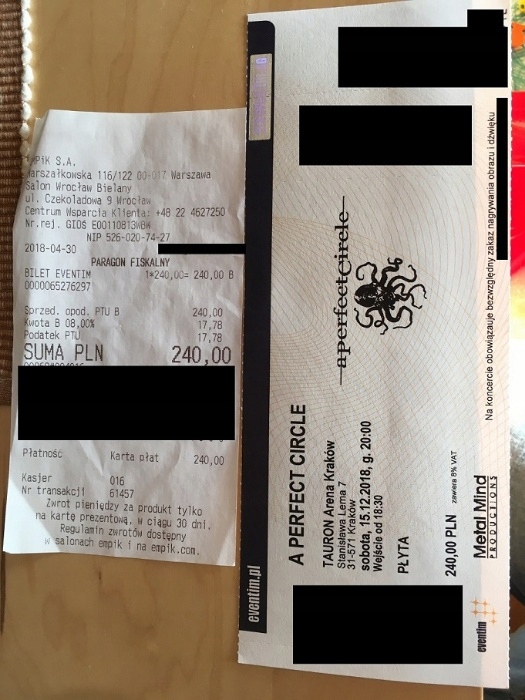 EMPiK S.A.
Marszałkowska 116/122 00-017 Warszawa
Salon Wrocław Bielany
ul. Czekoladowa 9 Wrocław
Centrum Wsparcia Klienta: +48 22 4627250
Nr.rej. GIOS E00110813WBW
NIP 526-020-74-27
2018-04-30
PARAGON FISKALNY
BILET EVENTIM 1*240,00= 240,00 B
0000065276297
Sprzed. opod. PTU B 240,00
Kwota B 08,00% 17,78
Podatek PTU 17,78
SUMA PLN 240,00
Płatność Karta płat 240,00
Kasjer 016
Nr transakcji 61457
Zwrot pieniędzy za produkt tylko
na kartę prezentową, w ciągu 30 dni.
Regulamin zwrotów dostępny
w salonach empik i na empik.com.
eventim.pl
A PERFECT CIRCLE
TAURON Arena Kraków
Stanisława Lema 7
31-571 Kraków
sobota, 15.12.2018, g. 20:00
Wejście od 18:30
PŁYTA
240,00 PLN zawiera 8% VAT
aperfectcircle
Metal Mind
PRODUCTIONS
eventim
Na koncercie obowiązuje bezwzględny zakaz nagrywania obrazu i dźwięku